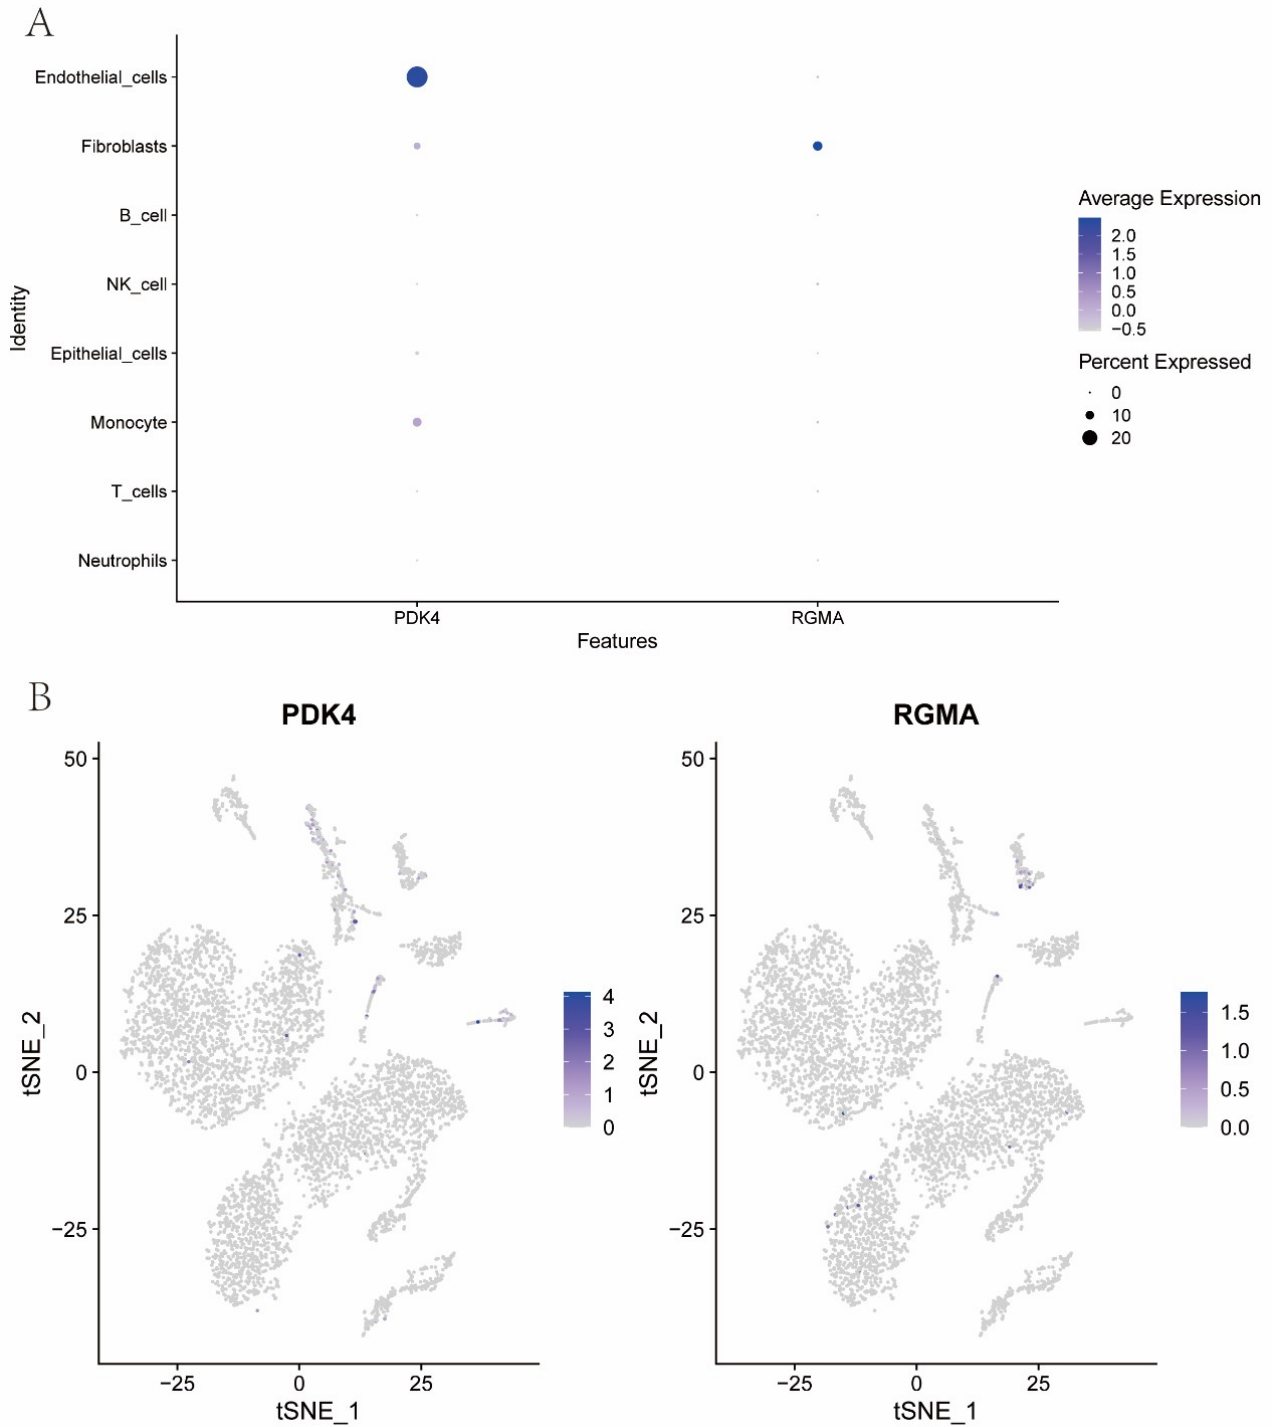 A
Endothelial_cells
Fibroblasts
B_cell
NK_cell
Epithelial_cells
Monocyte
T_cells
Neutrophils
Identity
PDK4
RGMA
Features
Average Expression
2.0
1.5
1.0
0.5
0.0
−0.5
Percent Expressed
0
10
20
B
PDK4
50
25
0
−25
tSNE_2
−25
0
25
tSNE_1
4
3
2
1
0
RGMA
50
25
0
−25
tSNE_2
−25
0
25
tSNE_1
1.5
1.0
0.5
0.0